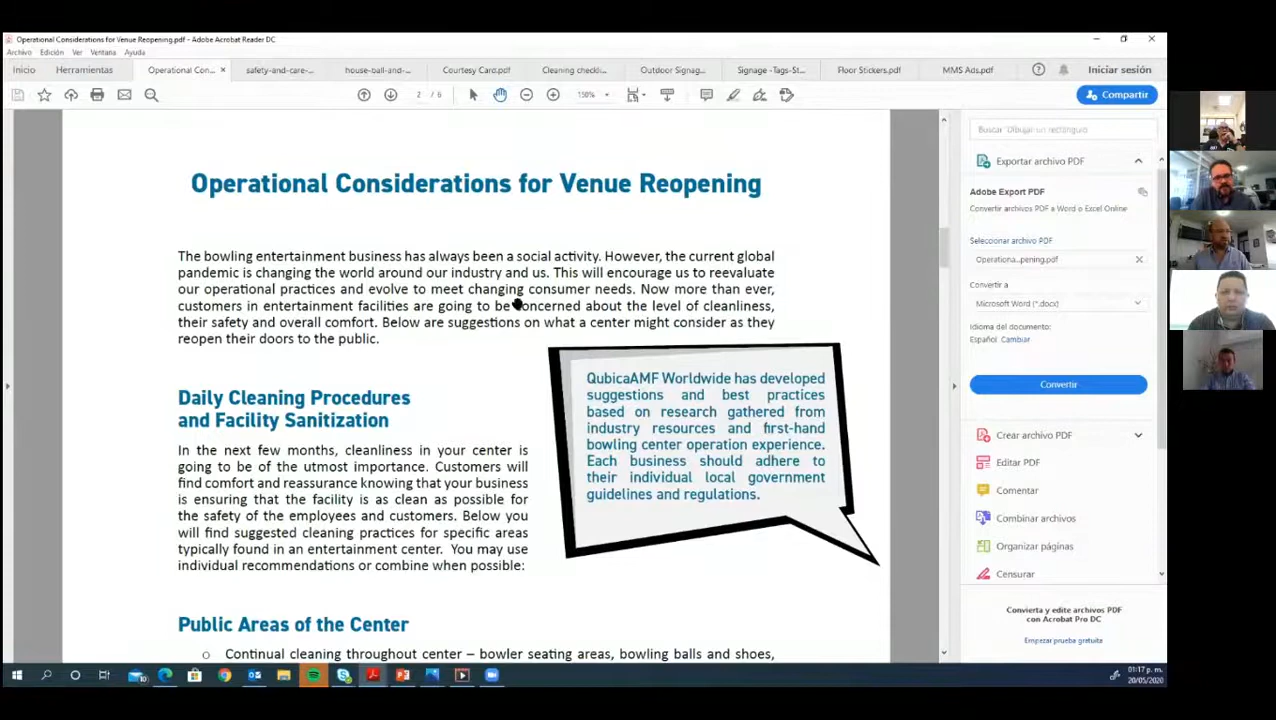 Operational Considerations for Venue Reopening.pdf - Adobe Acrobat Reader DC
Archivo Edición Ver Ventana Ayuda
Inicio Herramientas Operational Con... × safety-and-care-... house-ball-and-... Courtesy Card.pdf Cleaning checkli... Outdoor Signag... Signage -Tags-St... Floor Stickers.pdf MMS Ads.pdf Iniciar sesión
2 / 6 150% Compartir
Operational Considerations for Venue Reopening
The bowling entertainment business has always been a social activity. However, the current global
pandemic is changing the world around our industry and us. This will encourage us to reevaluate
our operational practices and evolve to meet changing consumer needs. Now more than ever,
customers in entertainment facilities are going to be concerned about the level of cleanliness,
their safety and overall comfort. Below are suggestions on what a center might consider as they
reopen their doors to the public.
Daily Cleaning Procedures
and Facility Sanitization
In the next few months, cleanliness in your center is
going to be of the utmost importance. Customers will
find comfort and reassurance knowing that your business
is ensuring that the facility is as clean as possible for
the safety of the employees and customers. Below you
will find suggested cleaning practices for specific areas
typically found in an entertainment center. You may use
individual recommendations or combine when possible:
QubicaAMF Worldwide has developed
suggestions and best practices
based on research gathered from
industry resources and first-hand
bowling center operation experience.
Each business should adhere to
their individual local government
guidelines and regulations.
Public Areas of the Center
o Continual cleaning throughout center – bowler seating areas, bowling balls and shoes,
Buscar 'Dibujar un rectángulo'
Exportar archivo PDF
Adobe Export PDF
Convertir archivos PDF a Word o Excel Online
Seleccionar archivo PDF
Operationa...pening.pdf ×
Convertir a
Microsoft Word (*.docx)
Idioma del documento:
Español Cambiar
Convertir
Crear archivo PDF
Editar PDF
Comentar
Combinar archivos
Organizar páginas
Censurar
Convierta y edite archivos PDF
con Acrobat Pro DC
Empezar prueba gratuita
01:17 p. m.
20/05/2020